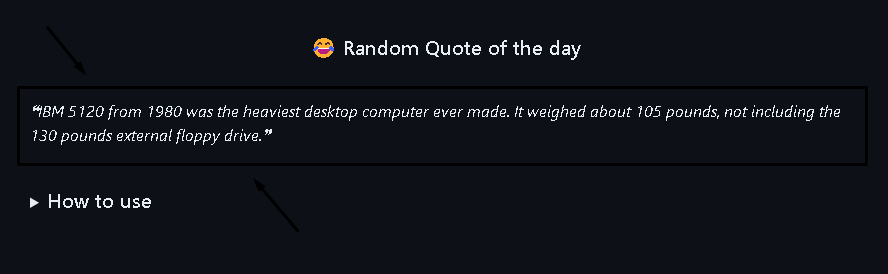 😂 Random Quote of the day
❝IBM 5120 from 1980 was the heaviest desktop computer ever made. It weighed about 105 pounds, not including the
130 pounds external floppy drive.❞
▶ How to use